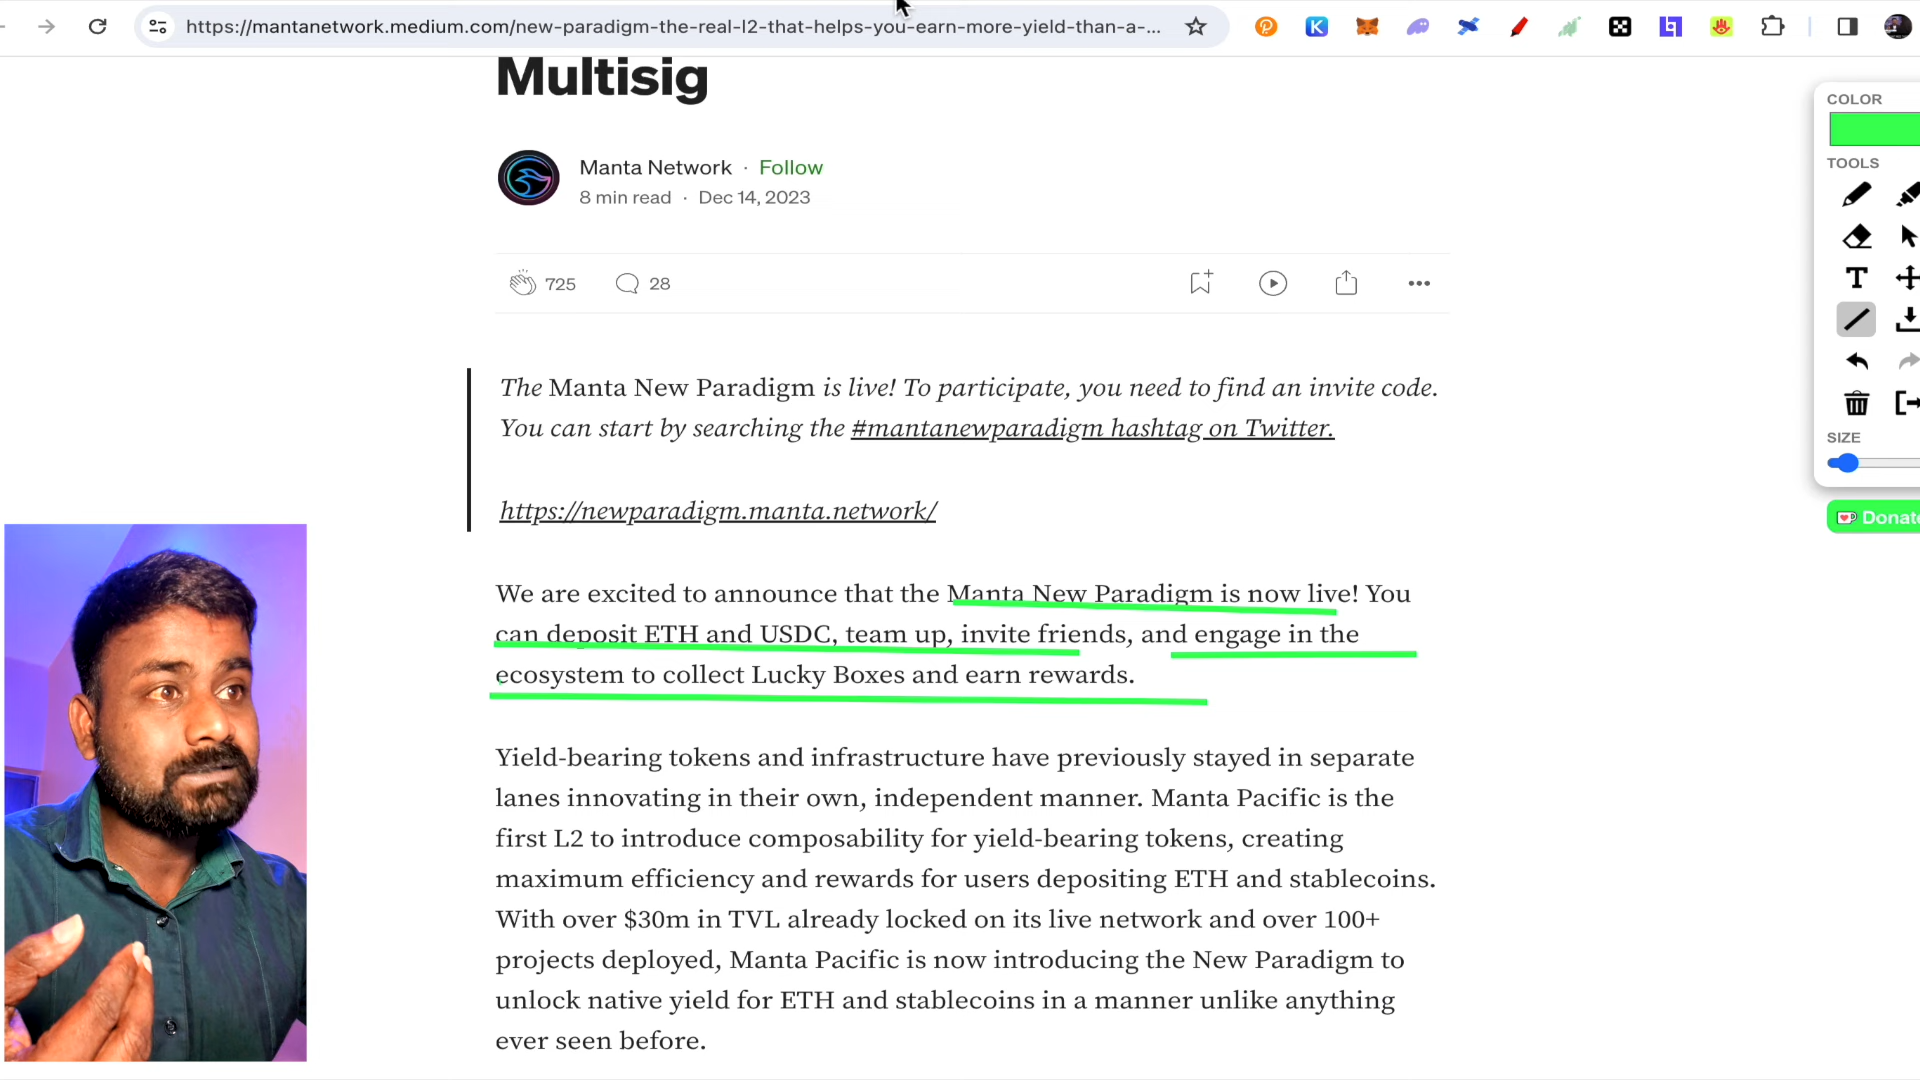 https://mantanetwork.medium.com/new-paradigm-the-real-l2-that-helps-you-earn-more-yield-than-a-...
Multisig
Manta Network · Follow
8 min read · Dec 14, 2023
725
28
The Manta New Paradigm is live! To participate, you need to find an invite code.
You can start by searching the #mantanewparadigm hashtag on Twitter.
https://newparadigm.manta.network/
We are excited to announce that the Manta New Paradigm is now live! You
can deposit ETH and USDC, team up, invite friends, and engage in the
ecosystem to collect Lucky Boxes and earn rewards.
Yield-bearing tokens and infrastructure have previously stayed in separate
lanes innovating in their own, independent manner. Manta Pacific is the
first L2 to introduce composability for yield-bearing tokens, creating
maximum efficiency and rewards for users depositing ETH and stablecoins.
With over $30m in TVL already locked on its live network and over 100+
projects deployed, Manta Pacific is now introducing the New Paradigm to
unlock native yield for ETH and stablecoins in a manner unlike anything
ever seen before.
COLOR
TOOLS
T
SIZE
Donate